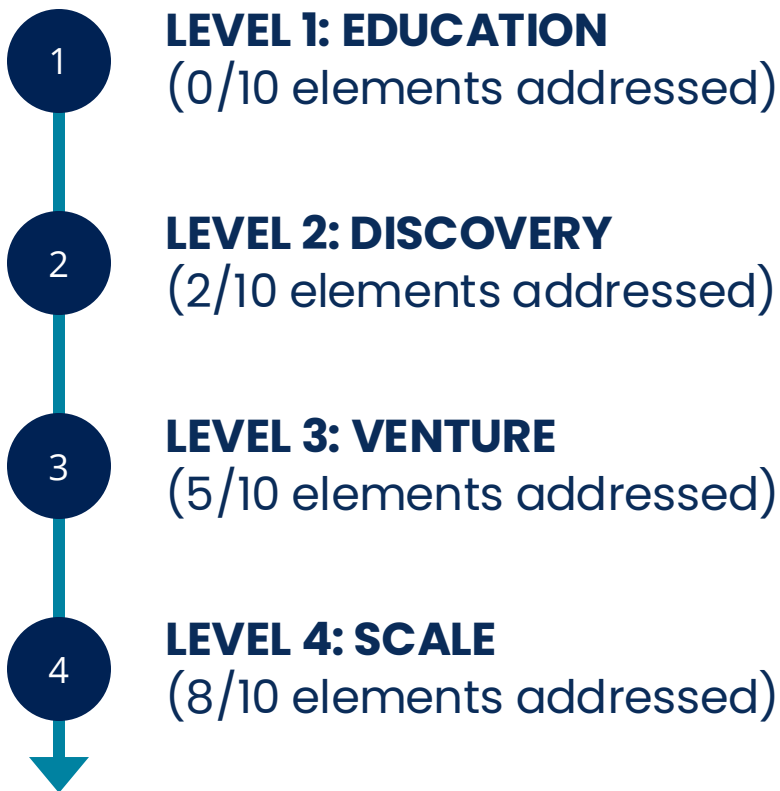 1
LEVEL 1: EDUCATION
(0/10 elements addressed)
2
LEVEL 2: DISCOVERY
(2/10 elements addressed)
3
LEVEL 3: VENTURE
(5/10 elements addressed)
4
LEVEL 4: SCALE
(8/10 elements addressed)